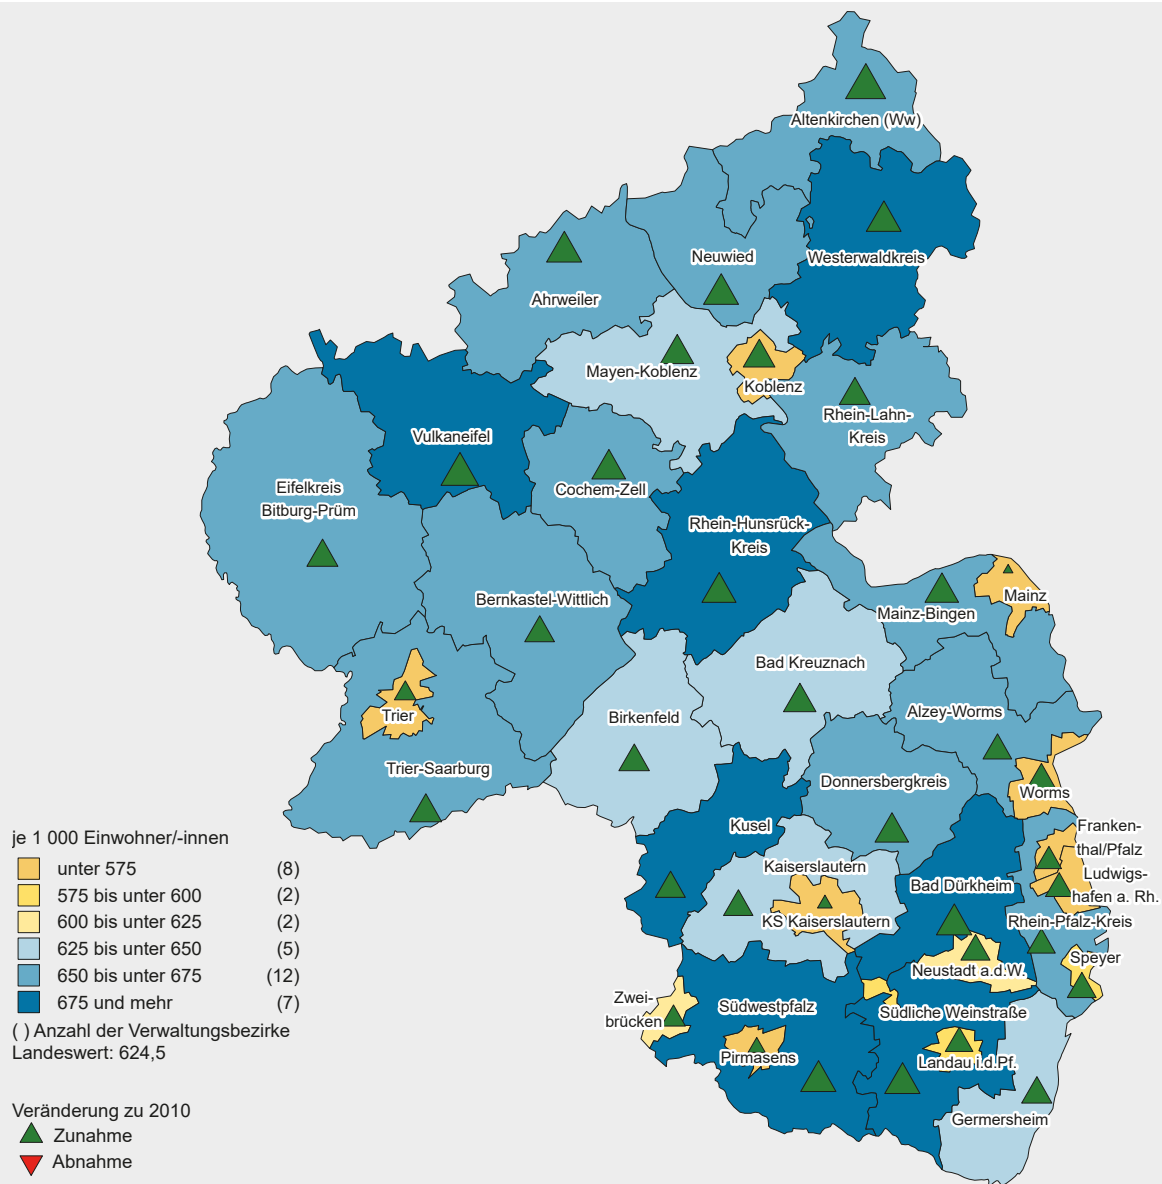 Altenkirchen (Ww)
Neuwied
Westerwaldkreis
Ahrweiler
Mayen-Koblenz
Koblenz
Rhein-Lahn-
Kreis
Vulkaneifel
Cochem-Zell
Eifelkreis
Bitburg-Prüm
Rhein-Hunsrück-
Kreis
Bernkastel-Wittlich
Mainz-Bingen
Mainz
Bad Kreuznach
Trier
Birkenfeld
Alzey-Worms
Trier-Saarburg
Donnersbergkreis
Worms
Kusel
Franken-
thal/Pfalz
Kaiserslautern
Ludwigs-
hafen a. Rh.
Bad Dürkheim
KS Kaiserslautern
Rhein-Pfalz-Kreis
Speyer
Neustadt a.d.W.
Zwei-
brücken
Südwestpfalz
Südliche Weinstraße
Pirmasens
Landau i.d.Pf.
Germersheim
je 1 000 Einwohner/-innen
unter 575 (8)
575 bis unter 600 (2)
600 bis unter 625 (2)
625 bis unter 650 (5)
650 bis unter 675 (12)
675 und mehr (7)
( ) Anzahl der Verwaltungsbezirke
Landeswert: 624,5
Veränderung zu 2010
Zunahme
Abnahme